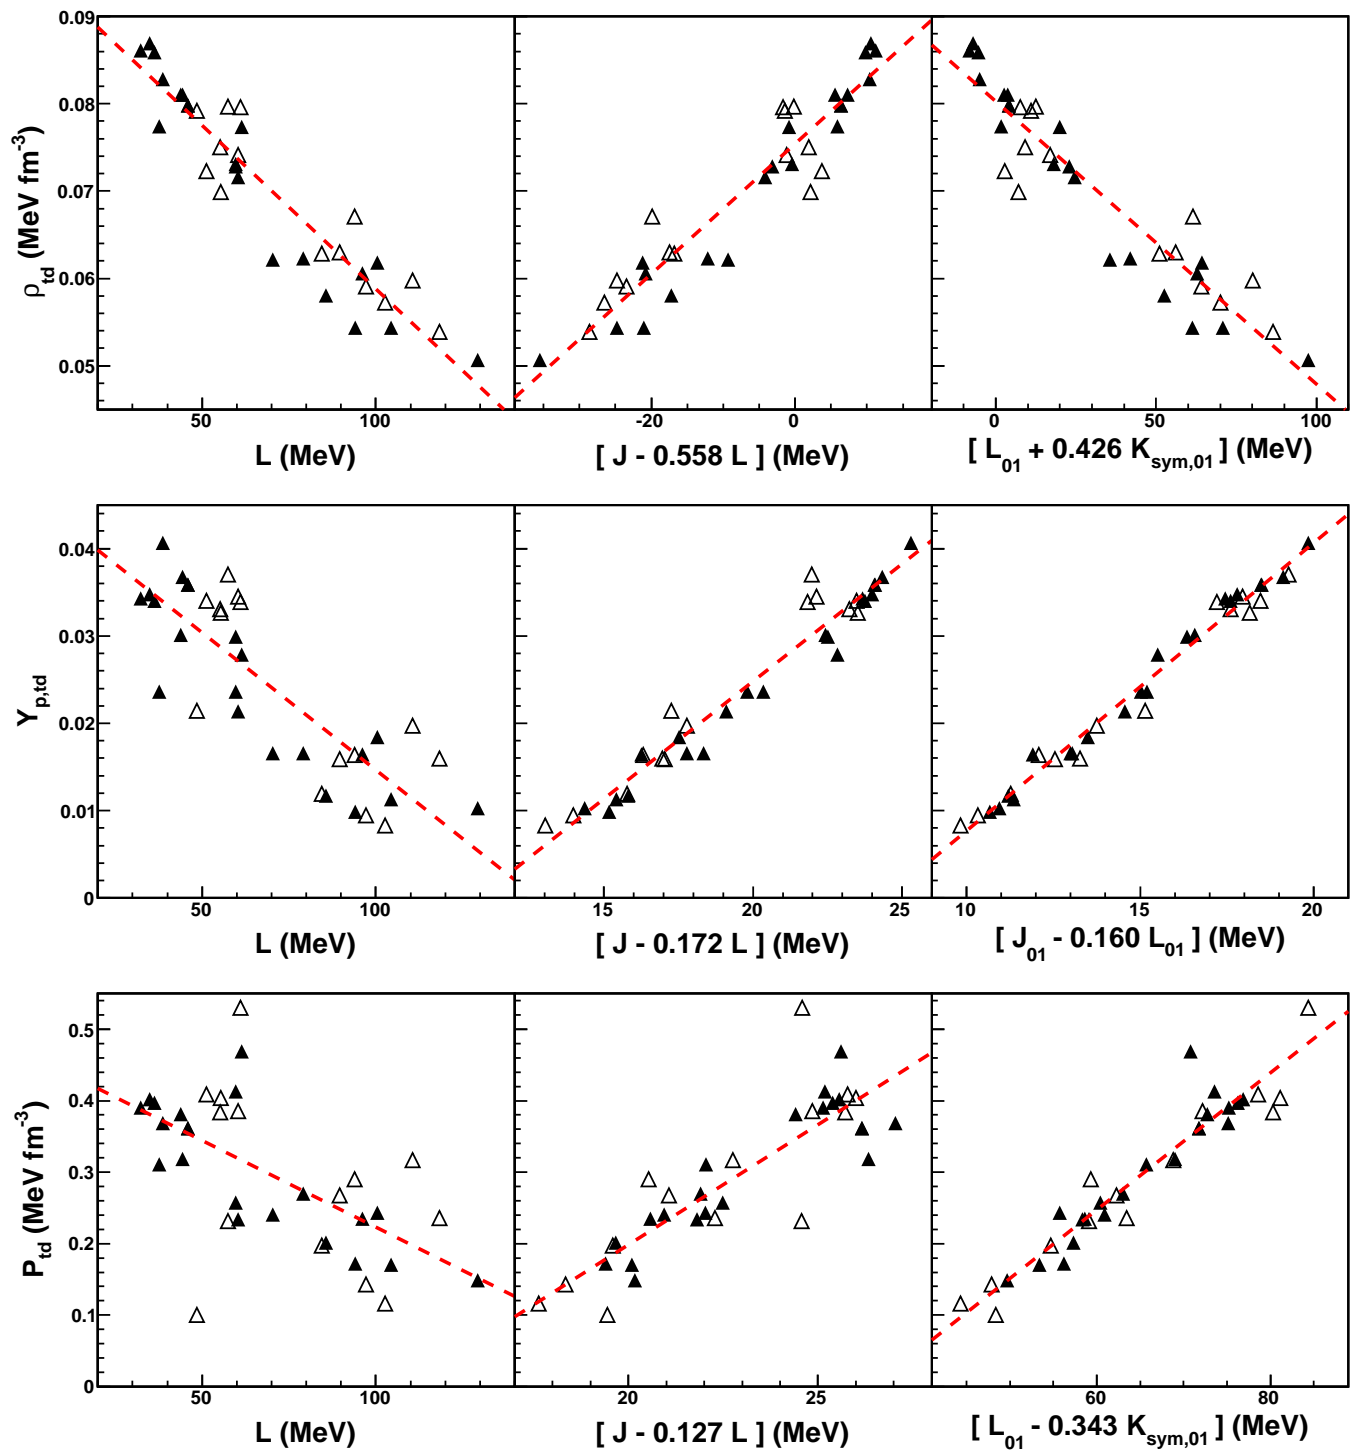 0.09
0.08
0.07
0.06
0.05
ρtd (MeV fm-3)
50 100
-20 0
0 50 100
L (MeV)
[ J - 0.558 L ] (MeV)
[ L01 + 0.426 Ksym,01 ] (MeV)
0.04
0.03
0.02
0.01
0
Yp,td
50 100
15 20 25
10 15 20
L (MeV)
[ J - 0.172 L ] (MeV)
[ J01 - 0.160 L01 ] (MeV)
0.5
0.4
0.3
0.2
0.1
0
Ptd (MeV fm-3)
50 100
20 25
60 80
L (MeV)
[ J - 0.127 L ] (MeV)
[ L01 - 0.343 Ksym,01 ] (MeV)